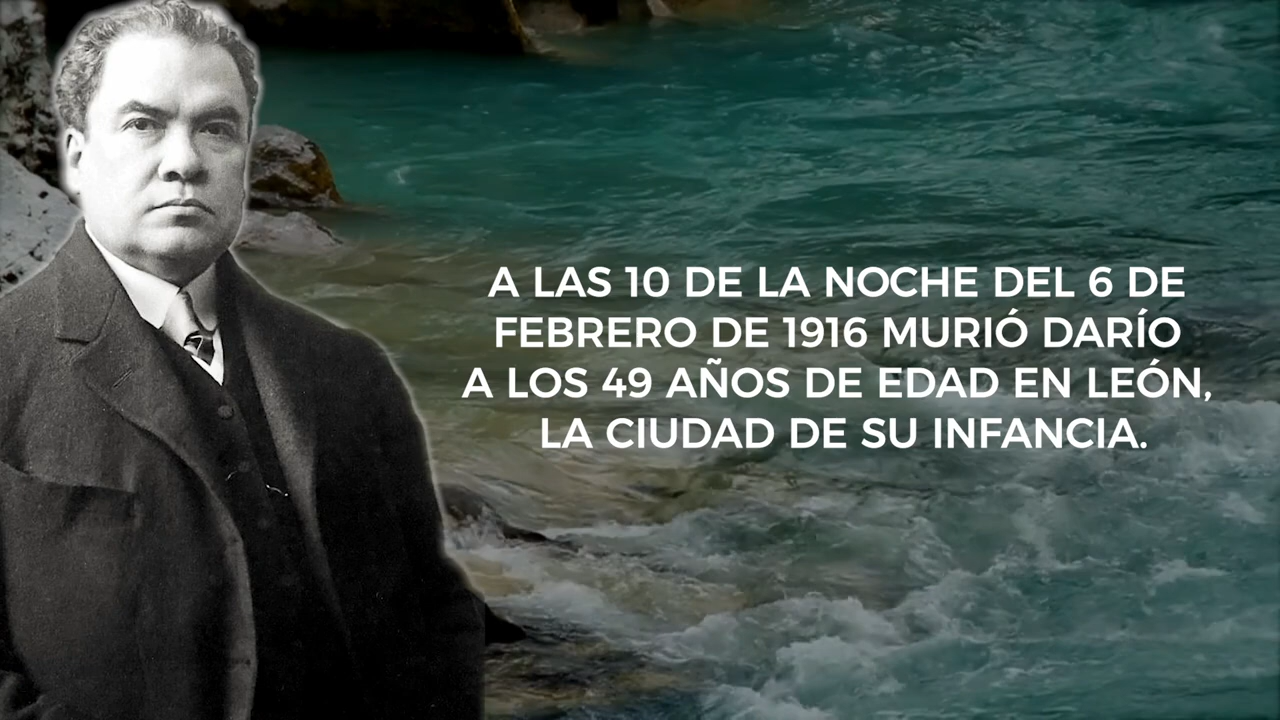 A LAS 10 DE LA NOCHE DEL 6 DE
FEBRERO DE 1916 MURIÓ DARÍO
A LOS 49 AÑOS DE EDAD EN LEÓN,
LA CIUDAD DE SU INFANCIA.